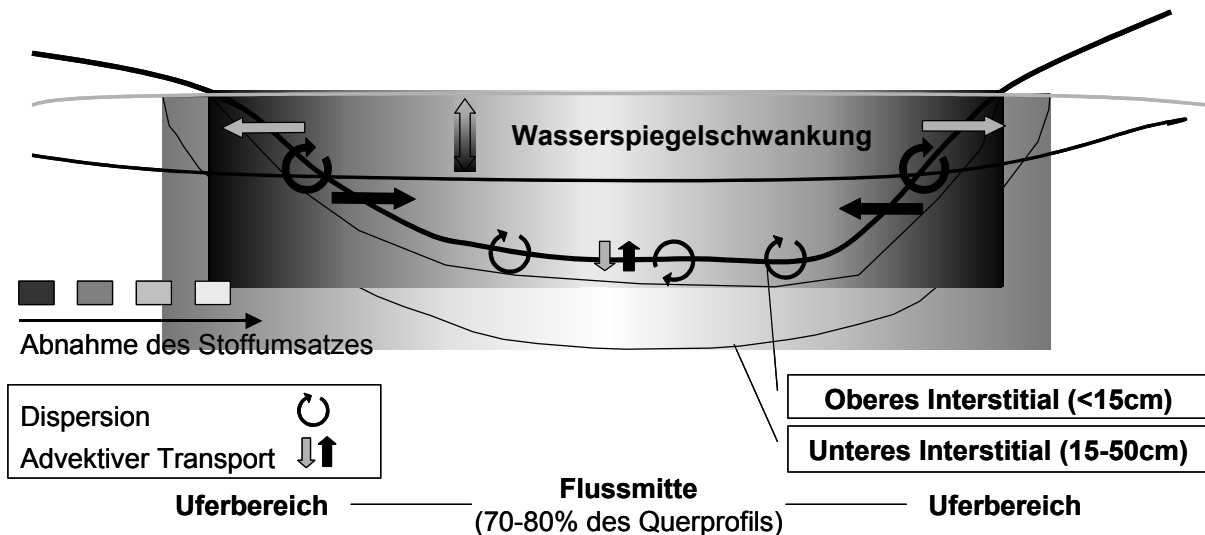 Wasserspiegelschwankung
Abnahme des Stoffumsatzes
Dispersion
Advektiver Transport
Oberes Interstitial (<15cm)
Unteres Interstitial (15-50cm)
Uferbereich
Flussmitte
(70-80% des Querprofils)
Uferbereich